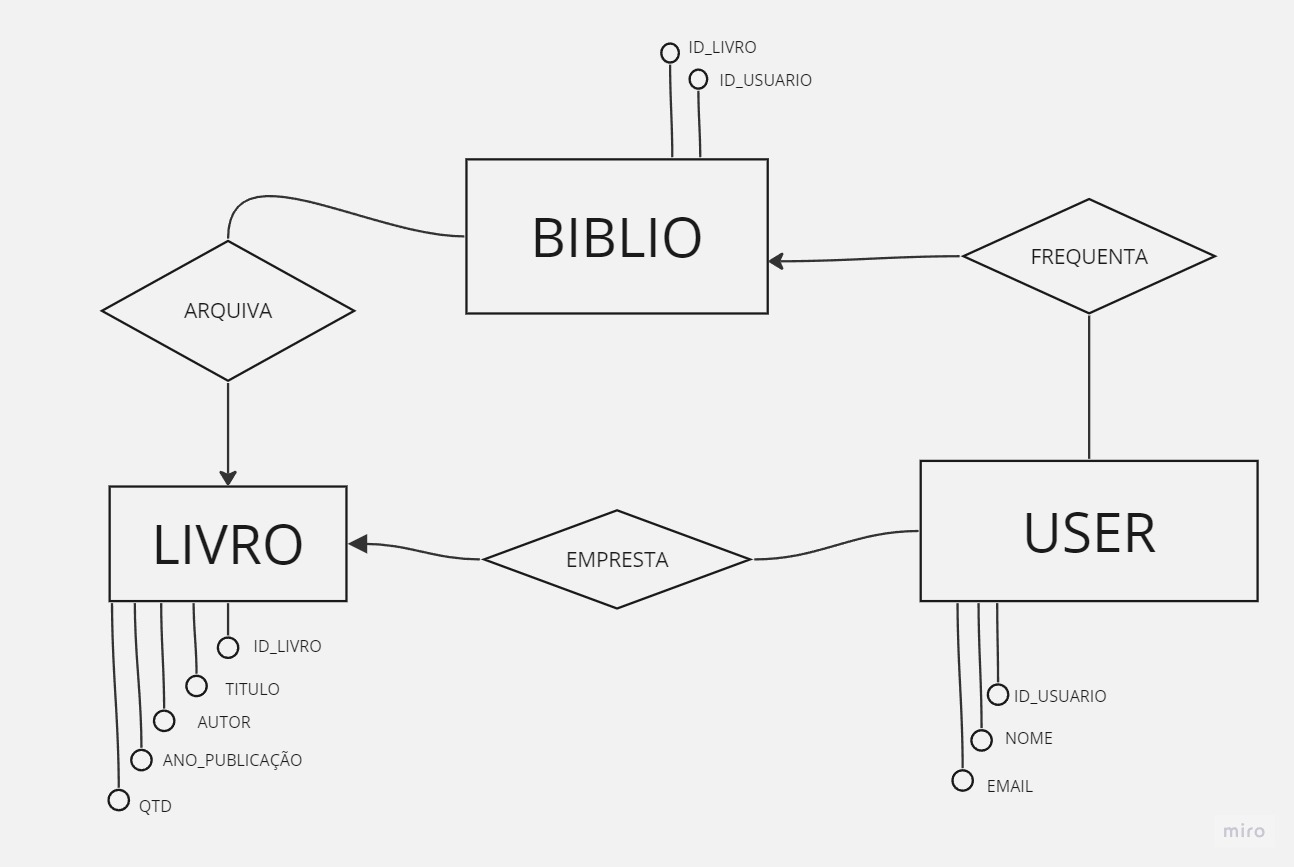 ID_LIVRO
ID_USUARIO
BIBLIO
FREQUENTA
ARQUIVA
LIVRO
EMPRESTA
USER
ID_LIVRO
TITULO
AUTOR
ANO_PUBLICAÇÃO
QTD
ID_USUARIO
NOME
EMAIL
miro